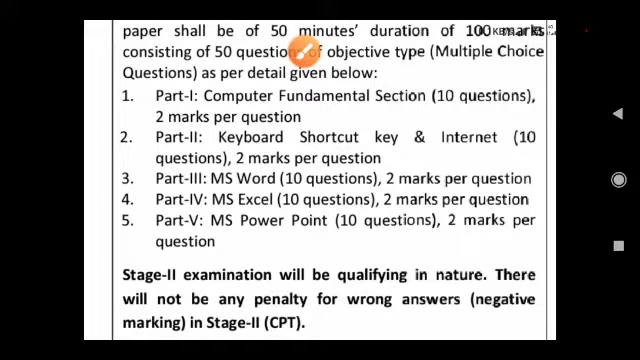 paper shall be of 50 minutes' duration of 100 marks
consisting of 50 questions of objective type (Multiple Choice
Questions) as per detail given below:
1. Part-I: Computer Fundamental Section (10 questions),
2 marks per question
2. Part-II: Keyboard Shortcut key & Internet (10
questions), 2 marks per question
3. Part-III: MS Word (10 questions), 2 marks per question
4. Part-IV: MS Excel (10 questions), 2 marks per question
5. Part-V: MS Power Point (10 questions), 2 marks per
question
Stage-II examination will be qualifying in nature. There
will not be any penalty for wrong answers (negative
marking) in Stage-II (CPT).